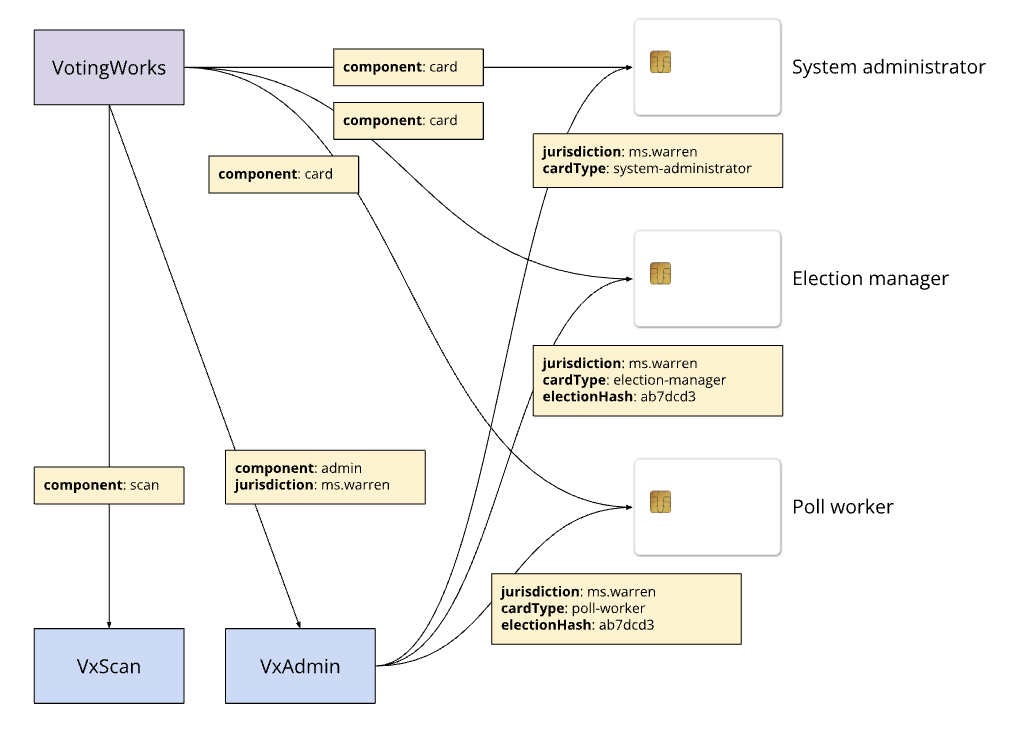 VotingWorks
component: card
System administrator
component: card
jurisdiction: ms.warren
cardType: system-administrator
component: card
Election manager
jurisdiction: ms.warren
cardType: election-manager
electionHash: ab7dcd3
component: admin
jurisdiction: ms.warren
component: scan
Poll worker
jurisdiction: ms.warren
cardType: poll-worker
electionHash: ab7dcd3
VxScan
VxAdmin